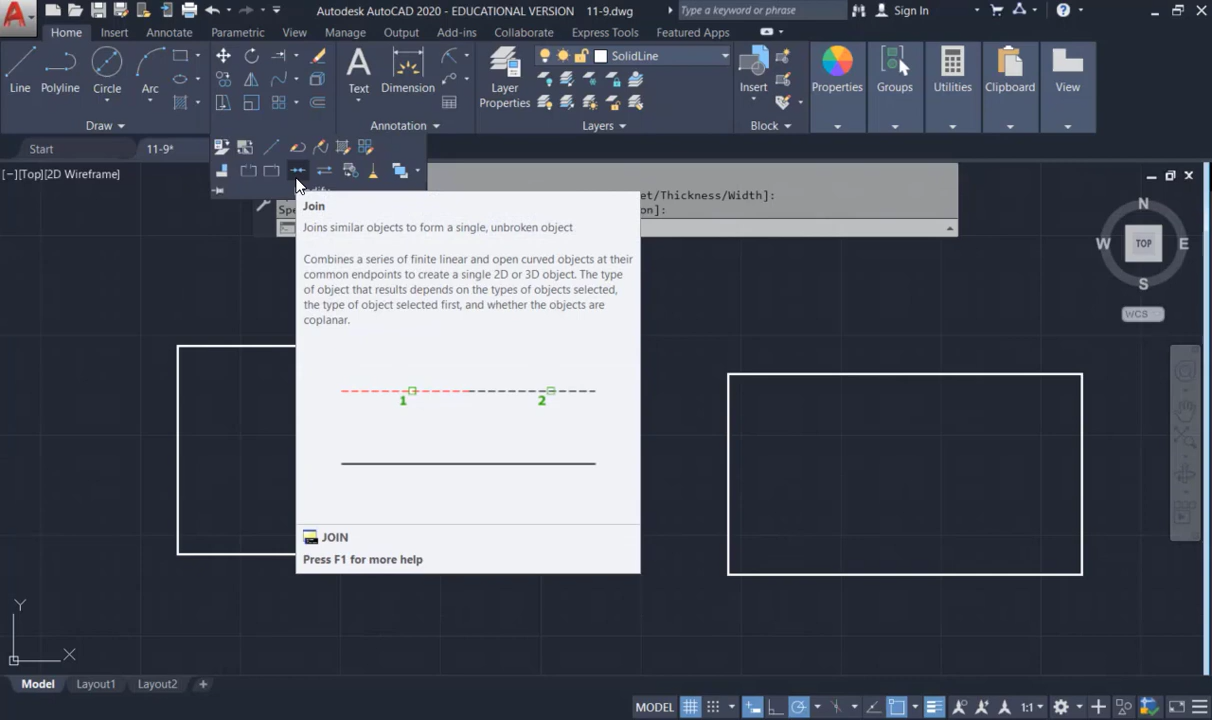 Autodesk AutoCAD 2020 - EDUCATIONAL VERSION 11-9.dwg
Type a keyword or phrase
Sign In
Home Insert Annotate Parametric View Manage Output Add-ins Collaborate Express Tools Featured Apps
SolidLine
Line Polyline Circle Arc
Text Dimension
Layer Properties
Insert
Properties Groups Utilities Clipboard View
Draw
Annotation
Layers
Block
Start 11-9*
[−][Top][2D Wireframe]
et/Thickness/Width]:
Spe
on]:
Join
Joins similar objects to form a single, unbroken object
Combines a series of finite linear and open curved objects at their
common endpoints to create a single 2D or 3D object. The type
of object that results depends on the types of objects selected,
the type of object selected first, and whether the objects are
coplanar.
1 2
JOIN
Press F1 for more help
N
W TOP E
S
WCS
Y
X
Model Layout1 Layout2 +
MODEL
1:1